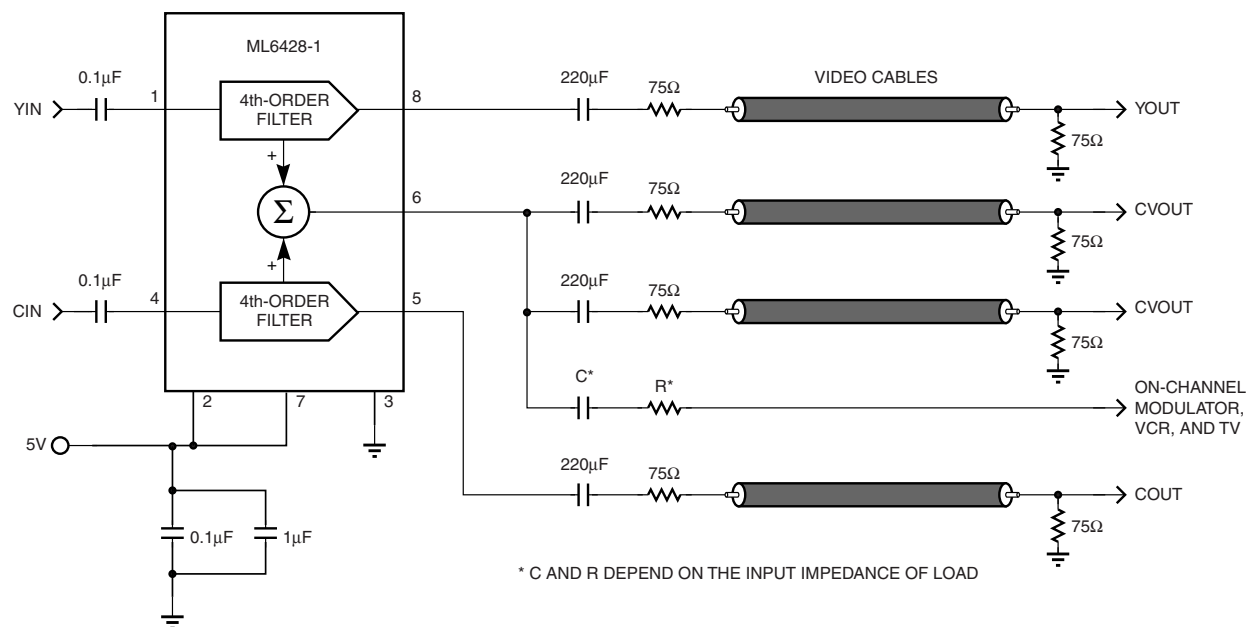 ML6428-1
0.1µF
YIN
1
4th-ORDER
FILTER
8
220µF
75Ω
VIDEO CABLES
YOUT
75Ω
+
Σ
6
220µF
75Ω
CVOUT
75Ω
+
0.1µF
CIN
4
4th-ORDER
FILTER
5
220µF
75Ω
CVOUT
75Ω
C*
R*
ON-CHANNEL
MODULATOR,
VCR, AND TV
2
7
3
5V
220µF
75Ω
COUT
75Ω
0.1µF
1µF
* C AND R DEPEND ON THE INPUT IMPEDANCE OF LOAD